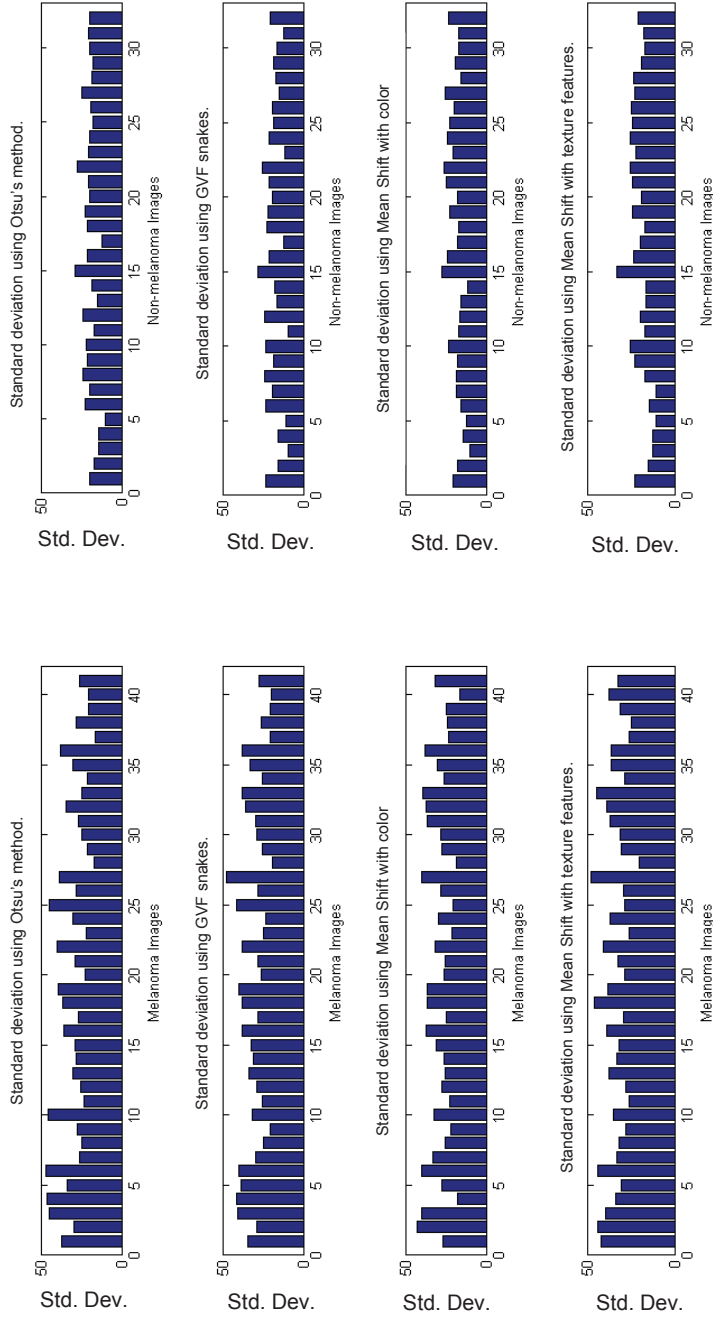 Standard deviation using Otsu's method.
50
Std. Dev.
0
0 5 10 15 20 25 30 35 40
Melanoma Images
Standard deviation using GVF snakes.
50
Std. Dev.
0
0 5 10 15 20 25 30 35 40
Melanoma Images
Standard deviation using Mean Shift with color
50
Std. Dev.
0
0 5 10 15 20 25 30 35 40
Melanoma Images
Standard deviation using Mean Shift with texture features.
50
Std. Dev.
0
0 5 10 15 20 25 30 35 40
Melanoma Images
Standard deviation using Otsu's method.
50
Std. Dev.
0
0 5 10 15 20 25 30
Non-melanoma Images
Standard deviation using GVF snakes.
50
Std. Dev.
0
0 5 10 15 20 25 30
Non-melanoma Images
Standard deviation using Mean Shift with color
50
Std. Dev.
0
0 5 10 15 20 25 30
Non-melanoma Images
Standard deviation using Mean Shift with texture features.
50
Std. Dev.
0
0 5 10 15 20 25 30
Non-melanoma Images